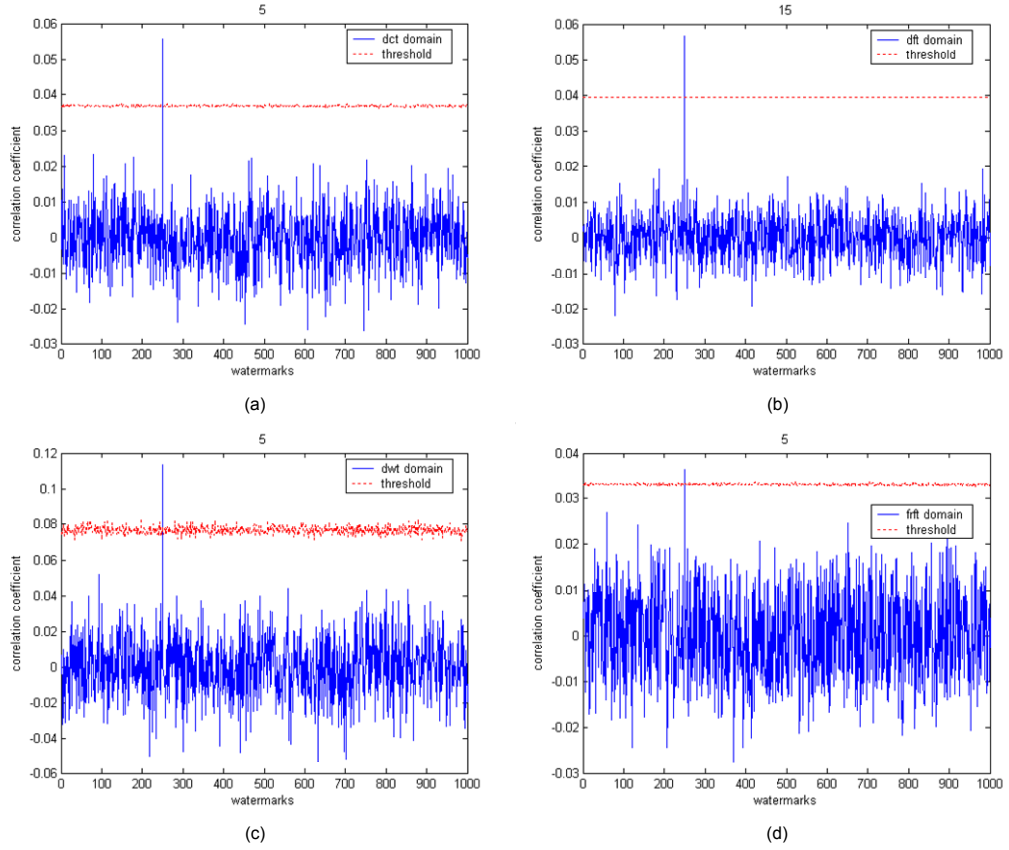 5
0.06
0.05
0.04
0.03
0.02
0.01
0
-0.01
-0.02
-0.03
correlation coefficient
dct domain
threshold
0 100 200 300 400 500 600 700 800 900 1000
watermarks
(a)
15
0.06
0.05
0.04
0.03
0.02
0.01
0
-0.01
-0.02
-0.03
correlation coefficient
dft domain
threshold
0 100 200 300 400 500 600 700 800 900 1000
watermarks
(b)
5
0.12
0.1
0.08
0.06
0.04
0.02
0
-0.02
-0.04
-0.06
correlation coefficient
dwt domain
threshold
0 100 200 300 400 500 600 700 800 900 1000
watermarks
(c)
5
0.04
0.03
0.02
0.01
0
-0.01
-0.02
-0.03
correlation coefficient
frft domain
threshold
0 100 200 300 400 500 600 700 800 900 1000
watermarks
(d)